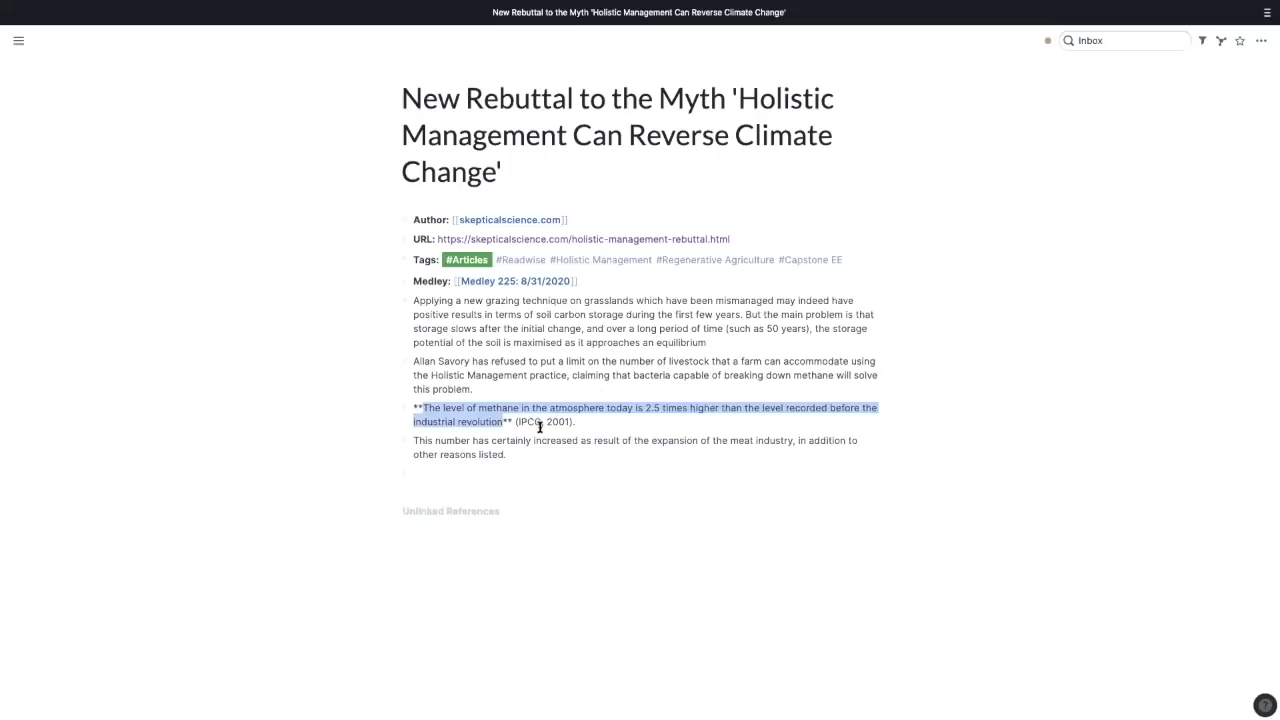 New Rebuttal to the Myth 'Holistic Management Can Reverse Climate Change'
Inbox
New Rebuttal to the Myth 'Holistic
Management Can Reverse Climate
Change'
Author: [[skepticalscience.com]]
URL: https://skepticalscience.com/holistic-management-rebuttal.html
Tags: #Articles #Readwise #Holistic Management #Regenerative Agriculture #Capstone EE
Medley: [[Medley 225: 8/31/2020]]
Applying a new grazing technique on grasslands which have been mismanaged may indeed have
positive results in terms of soil carbon storage during the first few years. But the main problem is that
storage slows after the initial change, and over a long period of time (such as 50 years), the storage
potential of the soil is maximised as it approaches an equilibrium
Allan Savory has refused to put a limit on the number of livestock that a farm can accommodate using
the Holistic Management practice, claiming that bacteria capable of breaking down methane will solve
this problem.
**The level of methane in the atmosphere today is 2.5 times higher than the level recorded before the
industrial revolution** (IPCC, 2001).
This number has certainly increased as result of the expansion of the meat industry, in addition to
other reasons listed.
Unlinked References
?